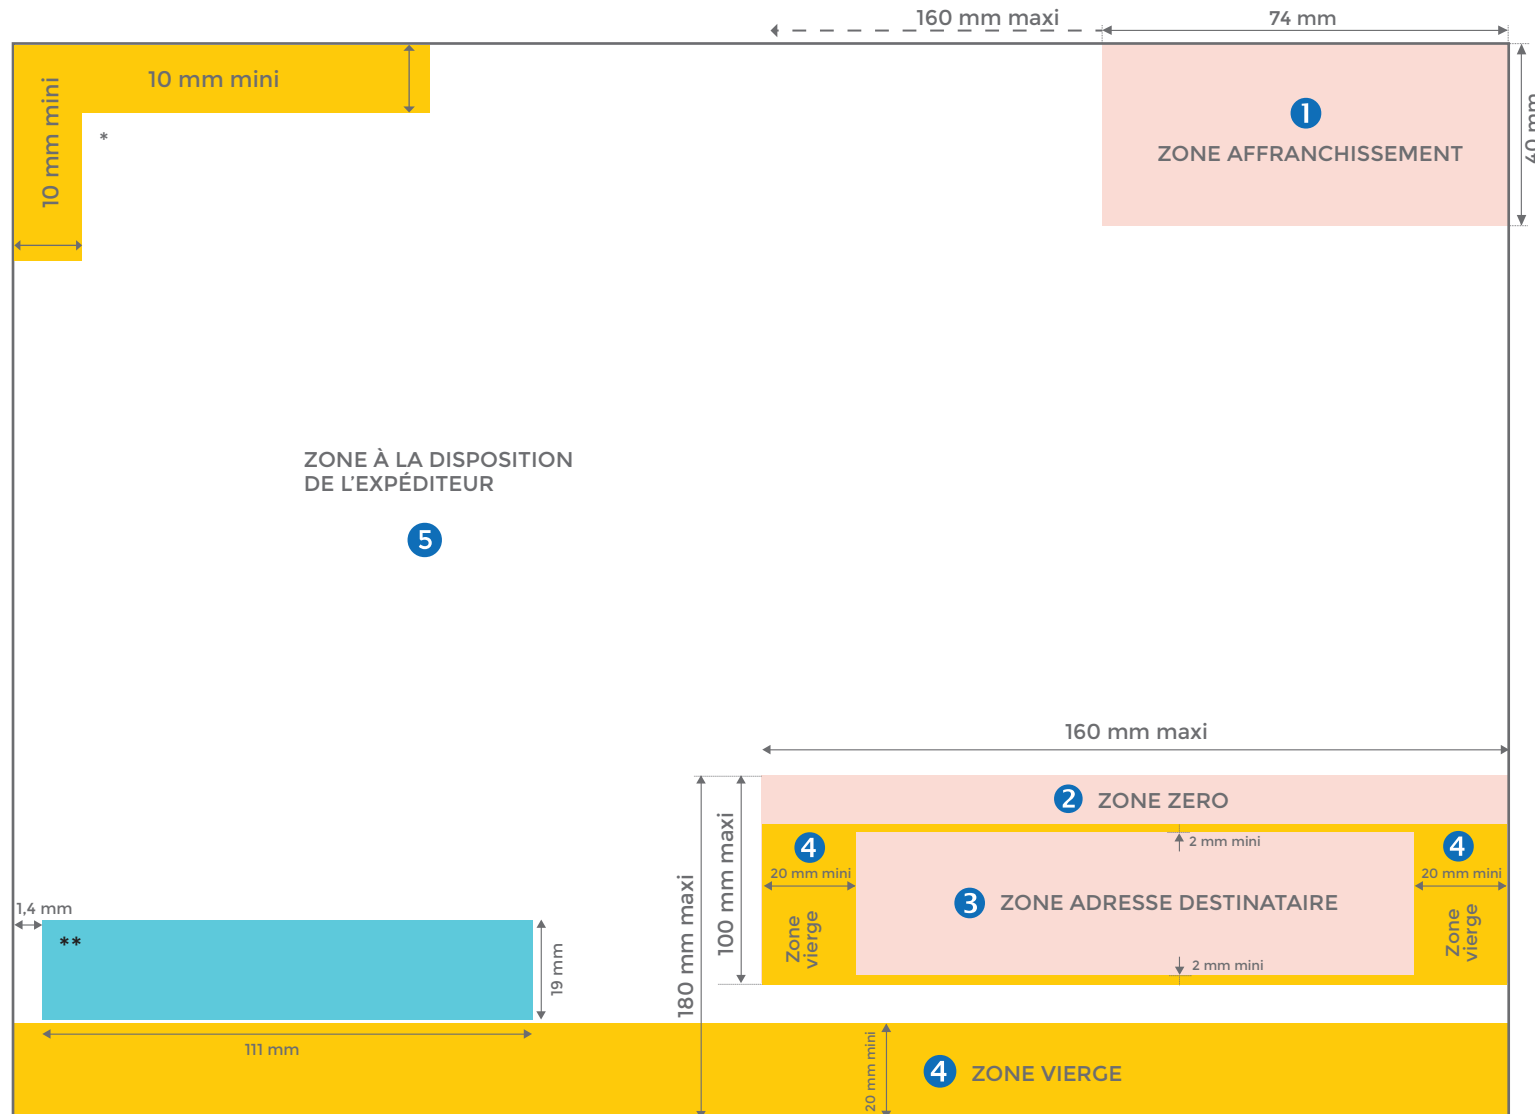 160 mm maxi
74 mm
10 mm mini
10 mm mini
*
1
ZONE AFFRANCHISSEMENT
40 mm
ZONE À LA DISPOSITION
DE L'EXPÉDITEUR
5
160 mm maxi
2 ZONE ZERO
180 mm maxi
100 mm maxi
4
20 mm mini
Zone
vierge
2 mm mini
3 ZONE ADRESSE DESTINATAIRE
2 mm mini
4
20 mm mini
Zone
vierge
1,4 mm
**
19 mm
111 mm
20 mm mini
4 ZONE VIERGE